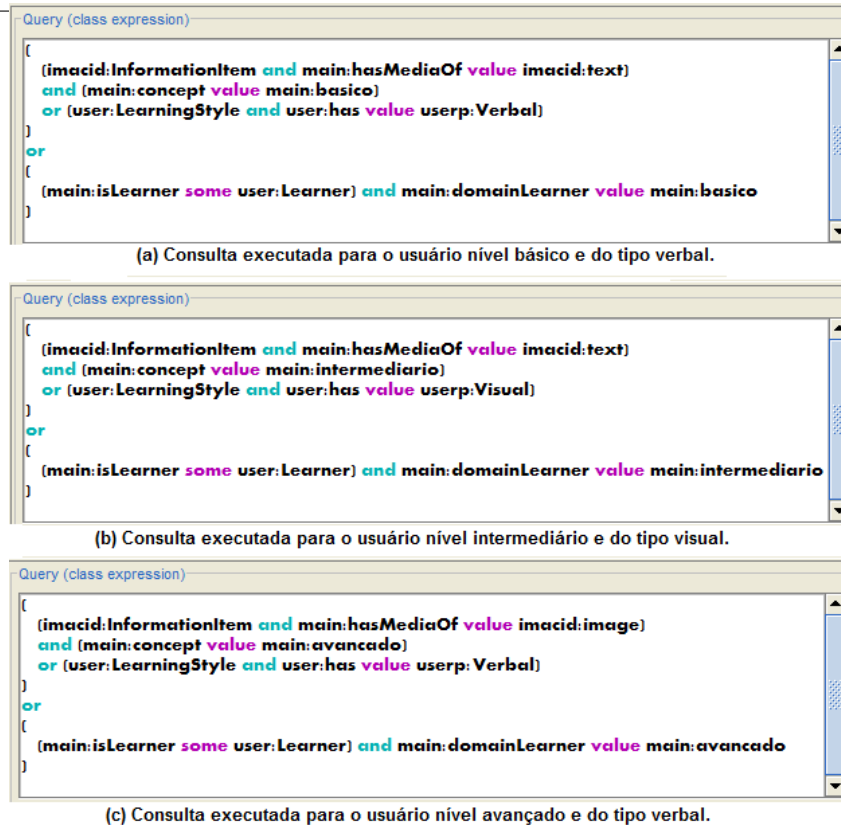 Query (class expression)
(
(imacid:InformationItem and main:hasMediaOf value imacid:text)
and (main:concept value main:basico)
or (user:LearningStyle and user:has value userp:Verbal)
)
or
(
(main:isLearner some user:Learner) and main:domainLearner value main:basico
)
(a) Consulta executada para o usuário nível básico e do tipo verbal.
Query (class expression)
(
(imacid:InformationItem and main:hasMediaOf value imacid:text)
and (main:concept value main:intermediario)
or (user:LearningStyle and user:has value userp:Visual)
)
or
(
(main:isLearner some user:Learner) and main:domainLearner value main:intermediario
)
(b) Consulta executada para o usuário nível intermediário e do tipo visual.
Query (class expression)
(
(imacid:InformationItem and main:hasMediaOf value imacid:image)
and (main:concept value main:avancado)
or (user:LearningStyle and user:has value userp:Verbal)
)
or
(
(main:isLearner some user:Learner) and main:domainLearner value main:avancado
)
(c) Consulta executada para o usuário nível avançado e do tipo verbal.